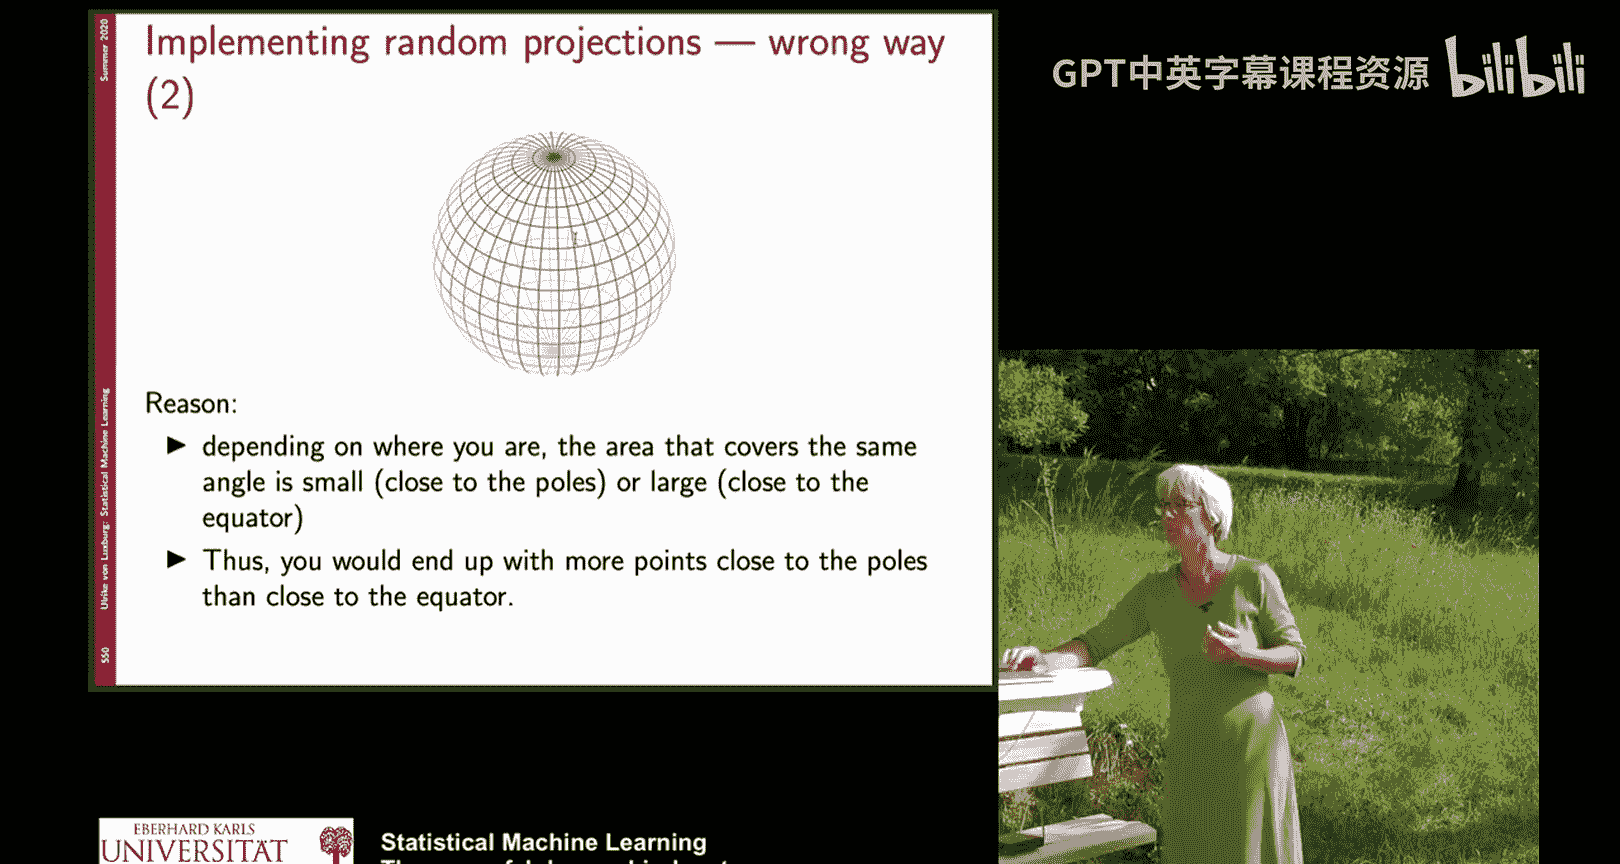 Implementing random projections — wrong way
(2)
Reason:
► depending on where you are, the area that covers the same
angle is small (close to the poles) or large (close to the
equator)
► Thus, you would end up with more points close to the poles
than close to the equator.
Summer 2020
Ulrike von Luxburg: Statistical Machine Learning
550
GPT中英字幕课程资源
bilibili
EBERHARD KARLS
UNIVERSITÄT
Statistical Machine Learning